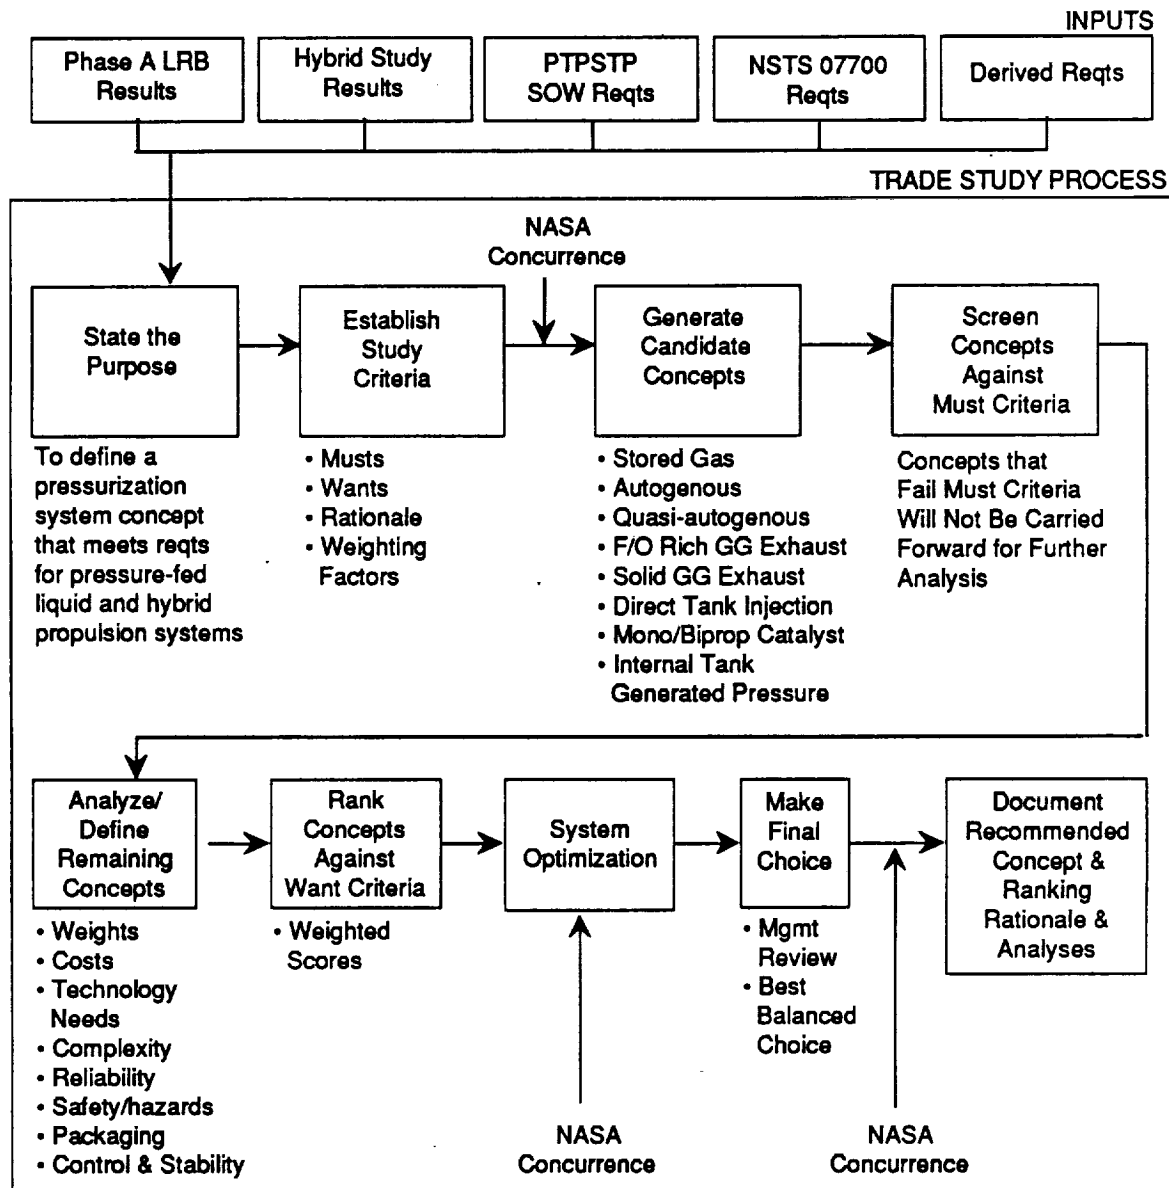 INPUTS
Phase A LRB
Results
Hybrid Study
Results
PTPSTP
SOW Reqts
NSTS 07700
Reqts
Derived Reqts
TRADE STUDY PROCESS
NASA
Concurrence
State the
Purpose
Establish
Study
Criteria
Generate
Candidate
Concepts
Screen
Concepts
Against
Must Criteria
To define a
pressurization
system concept
that meets reqts
for pressure-fed
liquid and hybrid
propulsion systems
• Musts
• Wants
• Rationale
• Weighting
Factors
• Stored Gas
• Autogenous
• Quasi-autogenous
• F/O Rich GG Exhaust
• Solid GG Exhaust
• Direct Tank Injection
• Mono/Biprop Catalyst
• Internal Tank
Generated Pressure
Concepts that
Fail Must Criteria
Will Not Be Carried
Forward for Further
Analysis
Analyze/
Define
Remaining
Concepts
Rank
Concepts
Against
Want Criteria
System
Optimization
Make
Final
Choice
Document
Recommended
Concept &
Ranking
Rationale &
Analyses
• Weights
• Costs
• Technology
Needs
• Complexity
• Reliability
• Safety/hazards
• Packaging
• Control & Stability
• Weighted
Scores
• Mgmt
Review
• Best
Balanced
Choice
NASA
Concurrence
NASA
Concurrence